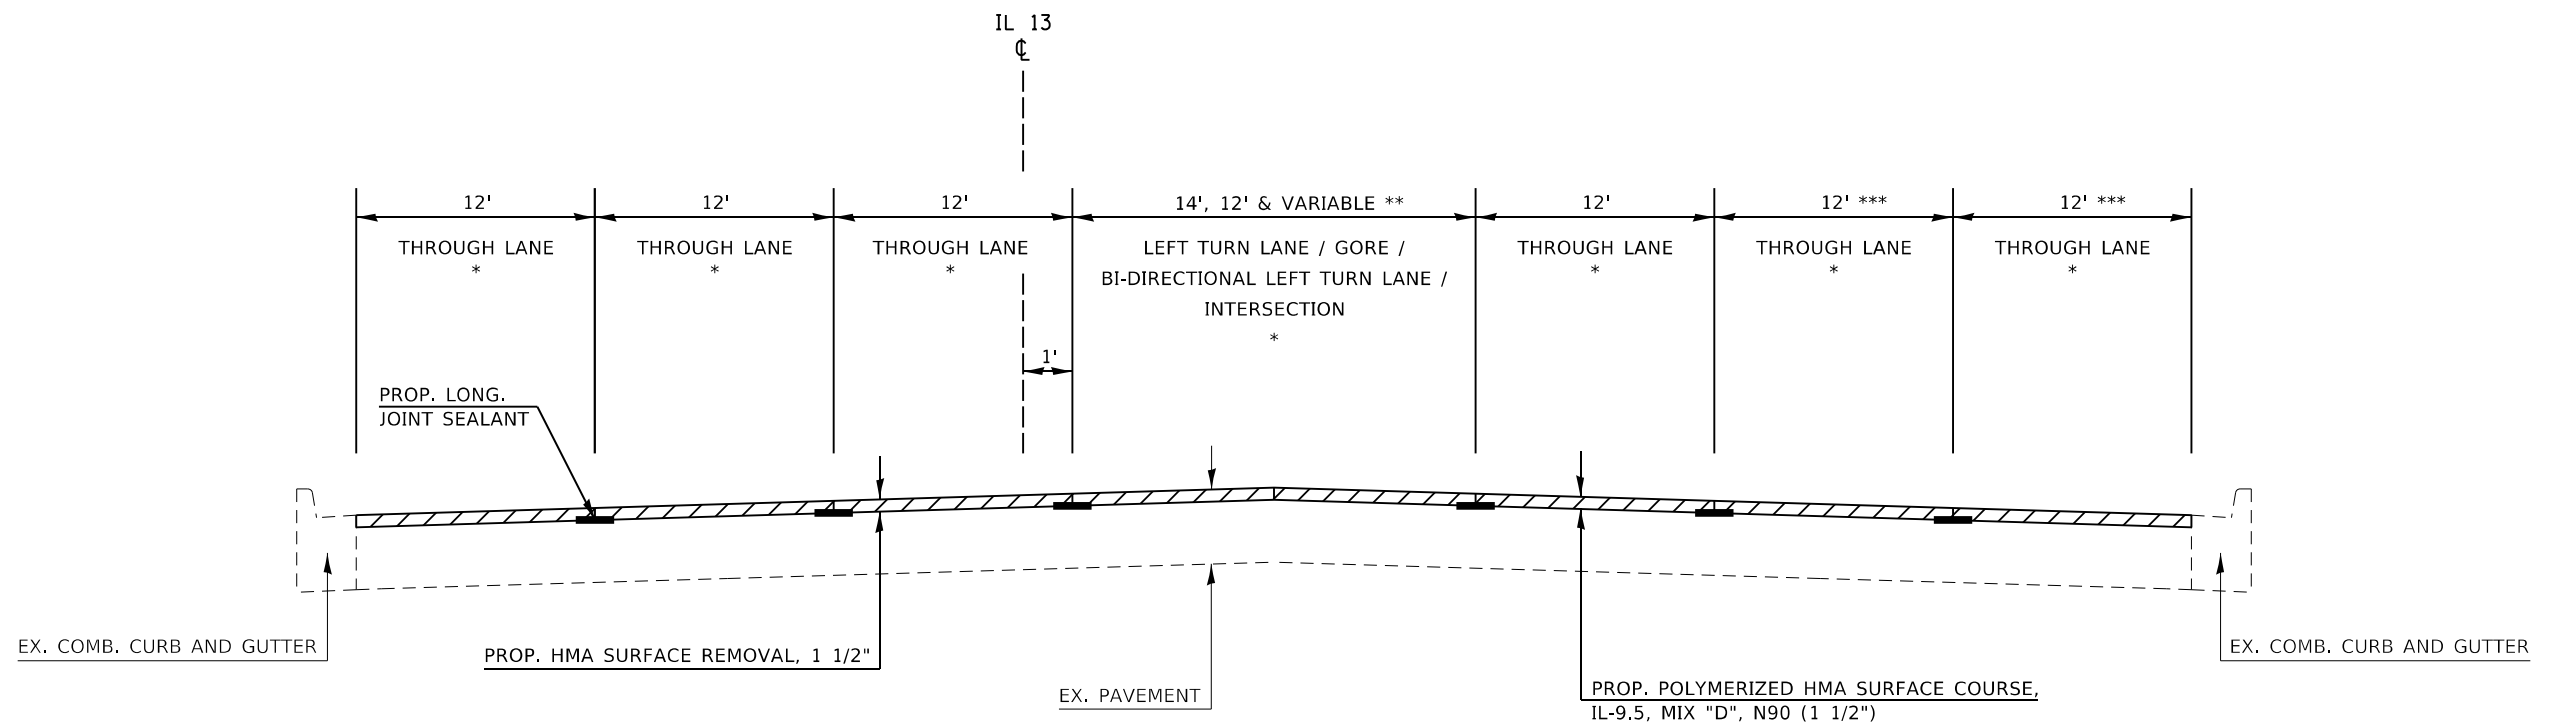 IL 13
℄
12'
12'
12'
14', 12' & VARIABLE **
12'
12' ***
12' ***
THROUGH LANE
*
THROUGH LANE
*
THROUGH LANE
*
LEFT TURN LANE / GORE /
BI-DIRECTIONAL LEFT TURN LANE /
INTERSECTION
*
THROUGH LANE
*
THROUGH LANE
*
THROUGH LANE
*
1'
PROP. LONG.
JOINT SEALANT
EX. COMB. CURB AND GUTTER
PROP. HMA SURFACE REMOVAL, 1 1/2"
EX. PAVEMENT
PROP. POLYMERIZED HMA SURFACE COURSE,
IL-9.5, MIX "D", N90 (1 1/2")
EX. COMB. CURB AND GUTTER